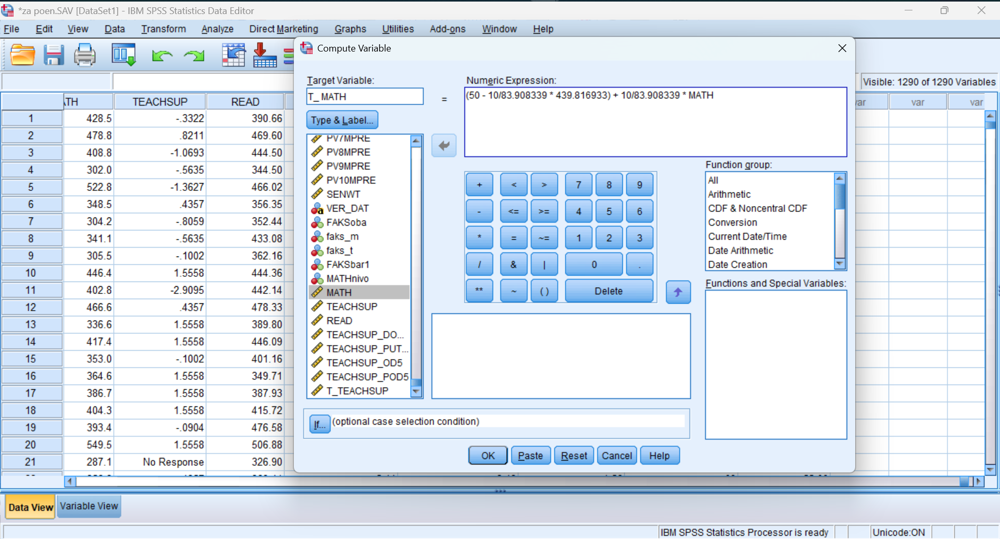 *za poen.SAV [DataSet1] - IBM SPSS Statistics Data Editor
File Edit View Data Transform Analyze Direct Marketing Graphs Utilities Add-ons Window Help
Visible: 1290 of 1290 Variables
TEACHSUP READ var var
1 428.5 -.3322 390.66
2 478.8 .8211 469.60
3 408.8 -1.0693 444.50
4 302.0 -.5635 344.50
5 522.8 -1.3627 466.02
6 348.5 .4357 356.35
7 304.2 -.8059 352.44
8 341.1 -.5635 433.08
9 305.5 -.1002 362.16
10 446.4 1.5558 444.36
11 402.8 -2.9095 442.14
12 466.6 .4357 478.33
13 336.6 1.5558 389.80
14 417.4 1.5558 446.09
15 353.0 -.1002 401.16
16 364.6 1.5558 349.71
17 386.7 1.5558 387.93
18 404.3 1.5558 415.72
19 393.4 -.0904 476.58
20 549.5 1.5558 506.88
21 287.1 No Response 326.90
Compute Variable
Target Variable:
T_ MATH
=
Numeric Expression:
(50 - 10/83.908339 * 439.816933) + 10/83.908339 * MATH
Type & Label...
PV7MPRE
PV8MPRE
PV9MPRE
PV10MPRE
SENWT
VER_DAT
FAKSoba
faks_m
faks_t
FAKSbar1
MATHnivo
MATH
TEACHSUP
READ
TEACHSUP_DO...
TEACHSUP_PUT...
TEACHSUP_OD5
TEACHSUP_POD5
T_TEACHSUP
+ < > 7 8 9
- <= >= 4 5 6
* = ~= 1 2 3
/ & | 0 .
** ~ ( ) Delete
Function group:
All
Arithmetic
CDF & Noncentral CDF
Conversion
Current Date/Time
Date Arithmetic
Date Creation
Functions and Special Variables:
If... (optional case selection condition)
OK Paste Reset Cancel Help
Data View Variable View
IBM SPSS Statistics Processor is ready Unicode:ON